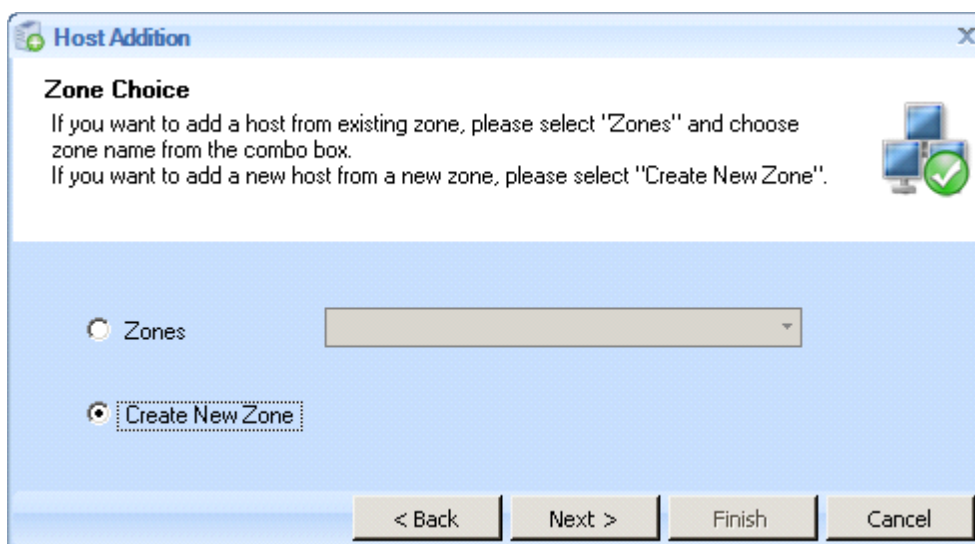 Host Addition
Zone Choice
If you want to add a host from existing zone, please select "Zones" and choose
zone name from the combo box.
If you want to add a new host from a new zone, please select "Create New Zone".
Zones
Create New Zone
< Back Next > Finish Cancel